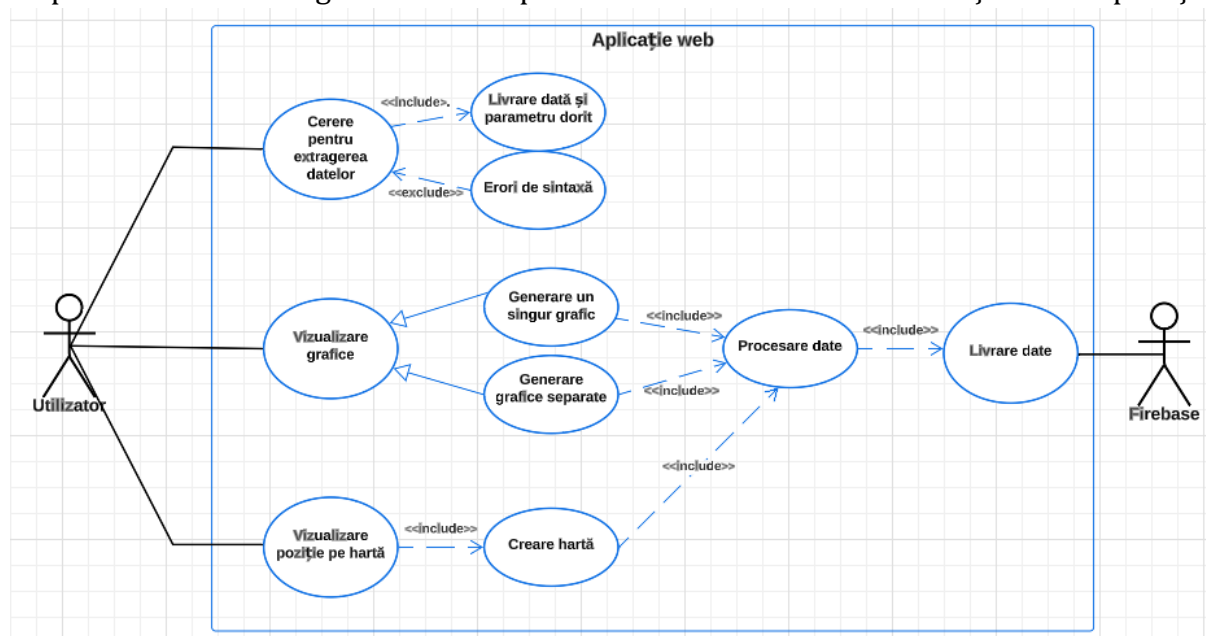 Aplicație web
<<include>.
Livrare dată și
parametru dorit
Cerere
pentru
extragerea
datelor
<<exclude>>
Erori de sintaxă
Generare un
singur grafic
<<include>>
Vizualizare
grafice
Procesare date
<<include>>
Livrare date
Generare
grafice separate
<<include>>
Utilizator
Firebase
<<include>>
Vizualizare
poziție pe hartă
<<include>>
Creare hartă